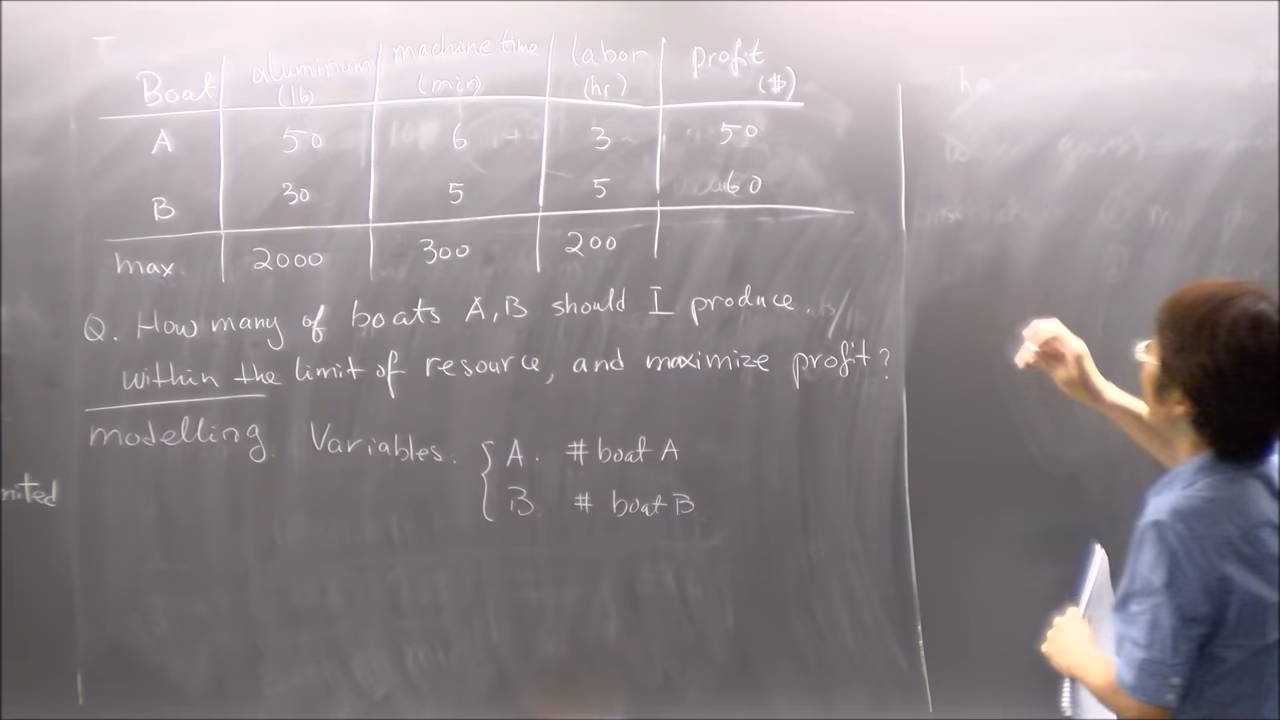 Boat aluminum (lb) machine time (min) labor (hr) profit ($)
A 50 6 3 50
B 30 5 5 60
max. 2000 300 200
Q. How many of boats A, B should I produce.
within the limit of resource, and maximize profit?
modelling. Variables. { A. # boat A
B # boat B